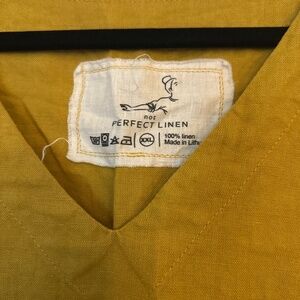 not
PERFECT LINEN
XXL
100% linen
Made in Lithu